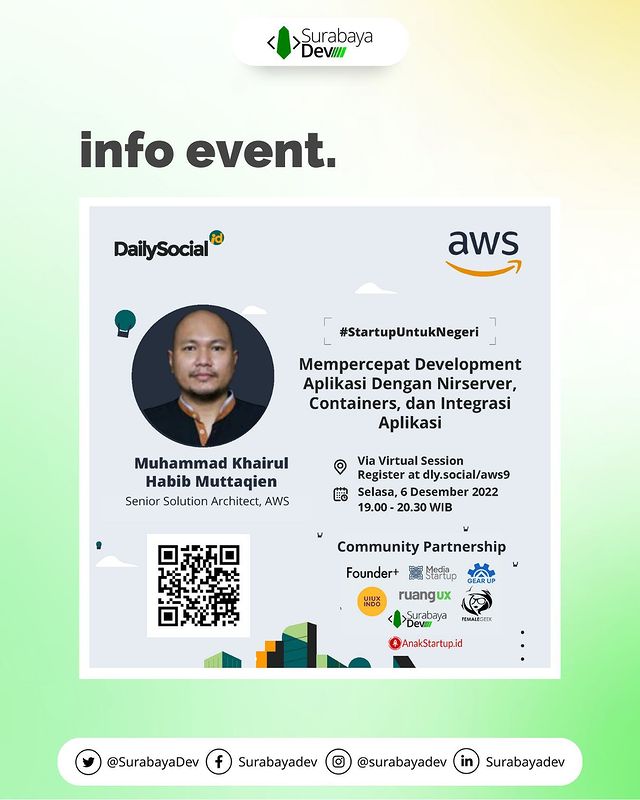 Surabaya
Dev
info event.
DailySocial id
aws
#StartupUntukNegeri
Mempercepat Development
Aplikasi Dengan Nirserver,
Containers, dan Integrasi
Aplikasi
Muhammad Khairul
Habib Muttaqien
Senior Solution Architect, AWS
Via Virtual Session
Register at dly.social/aws9
Selasa, 6 Desember 2022
19.00 - 20.30 WIB
Community Partnership
Founder+
Media
Startup
GEAR UP
UIUX
INDO
ruang ux
FEMALEGEEK
Surabaya
Dev
AnakStartup.id
@SurabayaDev
Surabayadev
@surabayadev
Surabayadev